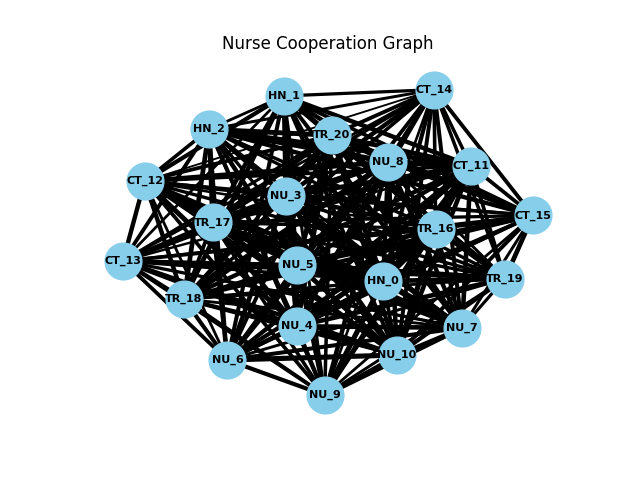 Nurse Cooperation Graph
CT_14
HN_1
HN_2
TR_20
NU_8
CT_11
CT_12
NU_3
CT_15
TR_17
TR_16
CT_13
NU_5
TR_19
HN_0
TR_18
NU_4
NU_7
NU_10
NU_6
NU_9